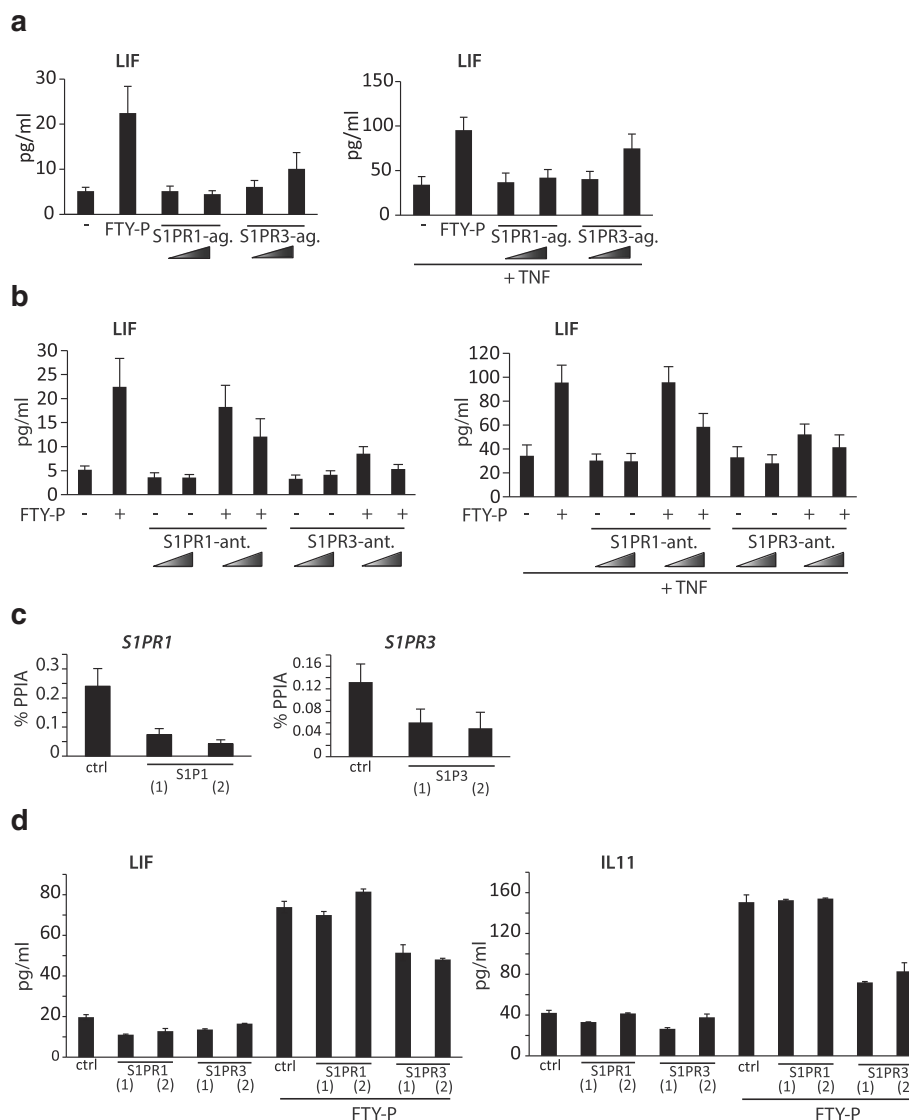 a
LIF
30
20
10
0
pg/ml
- FTY-P S1PR1-ag. S1PR3-ag.
LIF
150
100
50
0
pg/ml
- FTY-P S1PR1-ag. S1PR3-ag.
+ TNF
b
LIF
30
25
20
15
10
5
0
pg/ml
FTY-P - + - - + + - - + +
S1PR1-ant. S1PR3-ant.
LIF
120
100
80
60
40
20
0
pg/ml
FTY-P - + - - + + - - + +
S1PR1-ant. S1PR3-ant.
+ TNF
c
S1PR1
0.3
0.2
0.1
0
% PPIA
ctrl S1P1
(1) (2)
S1PR3
0.16
0.12
0.08
0.04
0
% PPIA
ctrl S1P3
(1) (2)
d
LIF
80
60
40
20
0
pg/ml
ctrl S1PR1 S1PR3 ctrl S1PR1 S1PR3
(1) (2) (1) (2) (1) (2) (1) (2)
FTY-P
IL11
160
120
80
40
0
pg/ml
ctrl S1PR1 S1PR3 ctrl S1PR1 S1PR3
(1) (2) (1) (2) (1) (2) (1) (2)
FTY-P